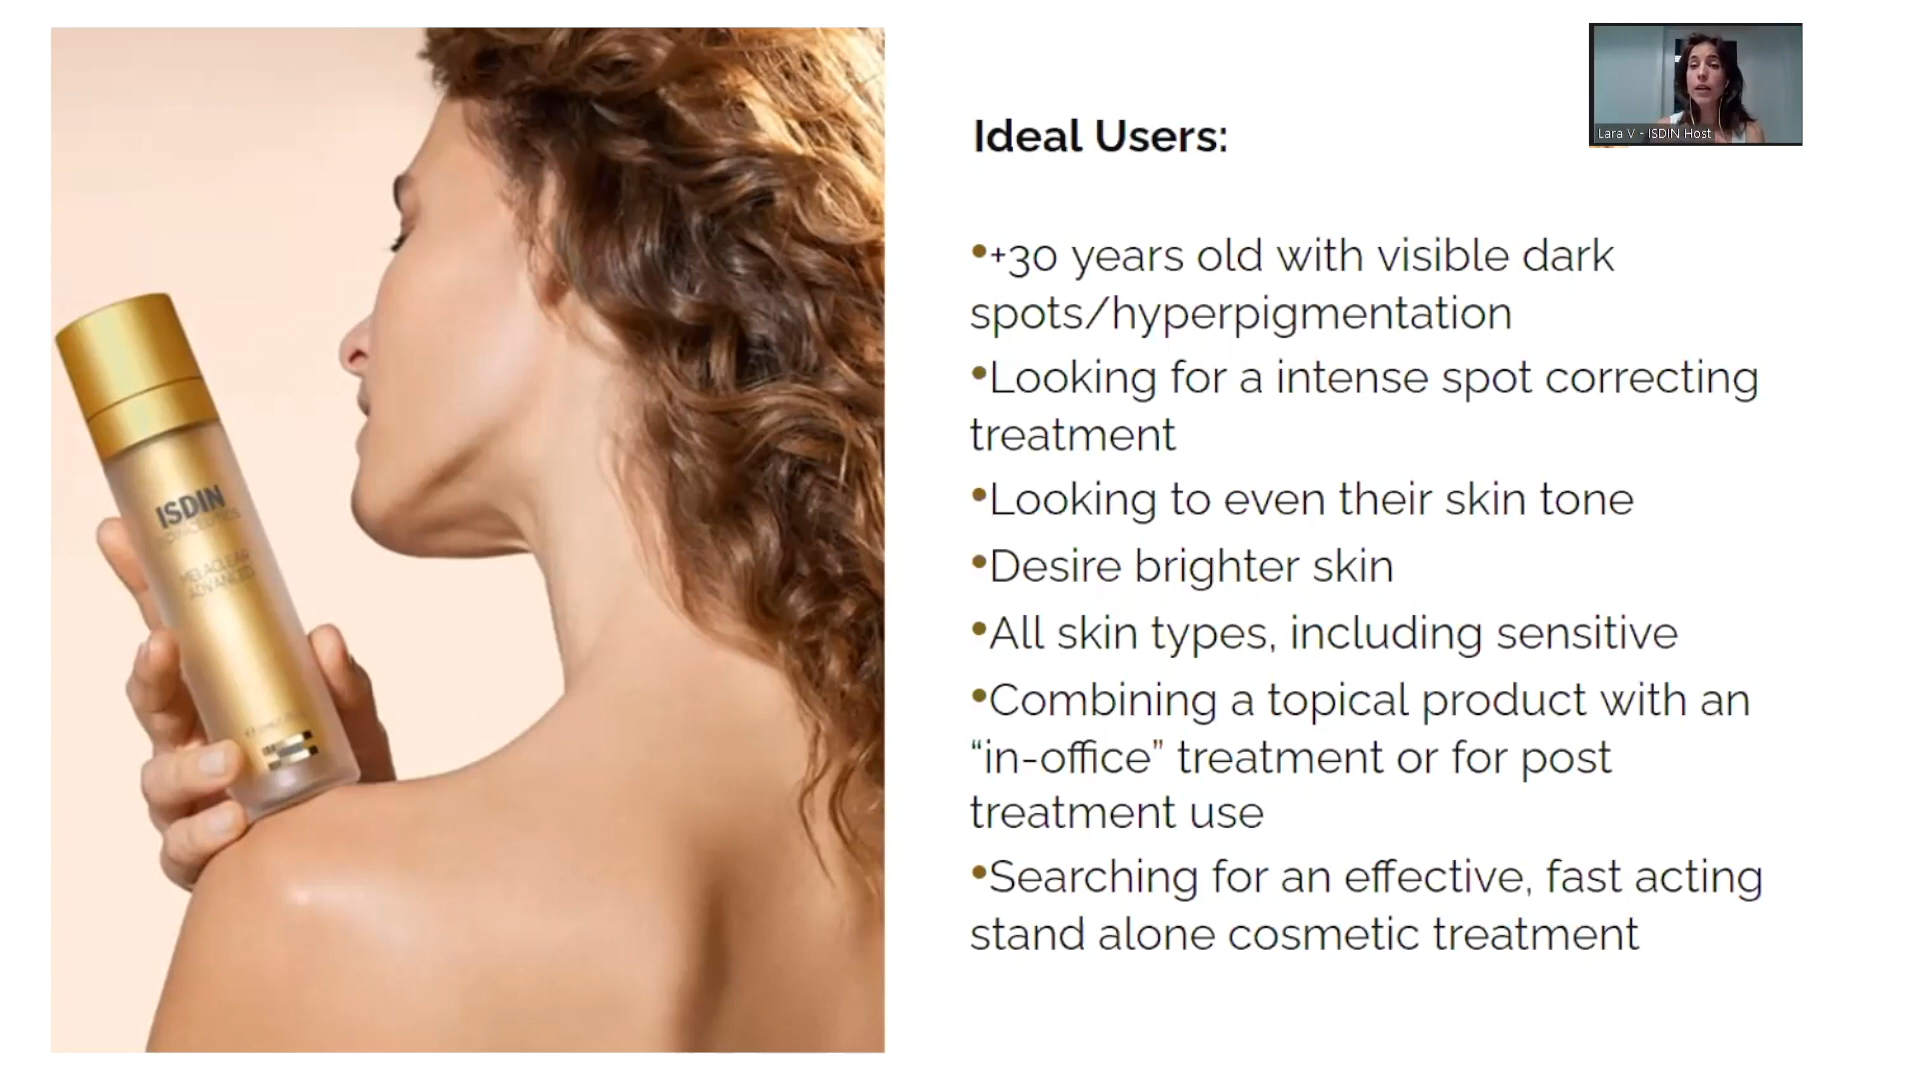 Lara V - ISDIN Host
Ideal Users:
•+30 years old with visible dark
spots/hyperpigmentation
•Looking for a intense spot correcting
treatment
•Looking to even their skin tone
•Desire brighter skin
•All skin types, including sensitive
•Combining a topical product with an
“in-office” treatment or for post
treatment use
•Searching for an effective, fast acting
stand alone cosmetic treatment
ISDIN
MELACLEAR
ADVANCED